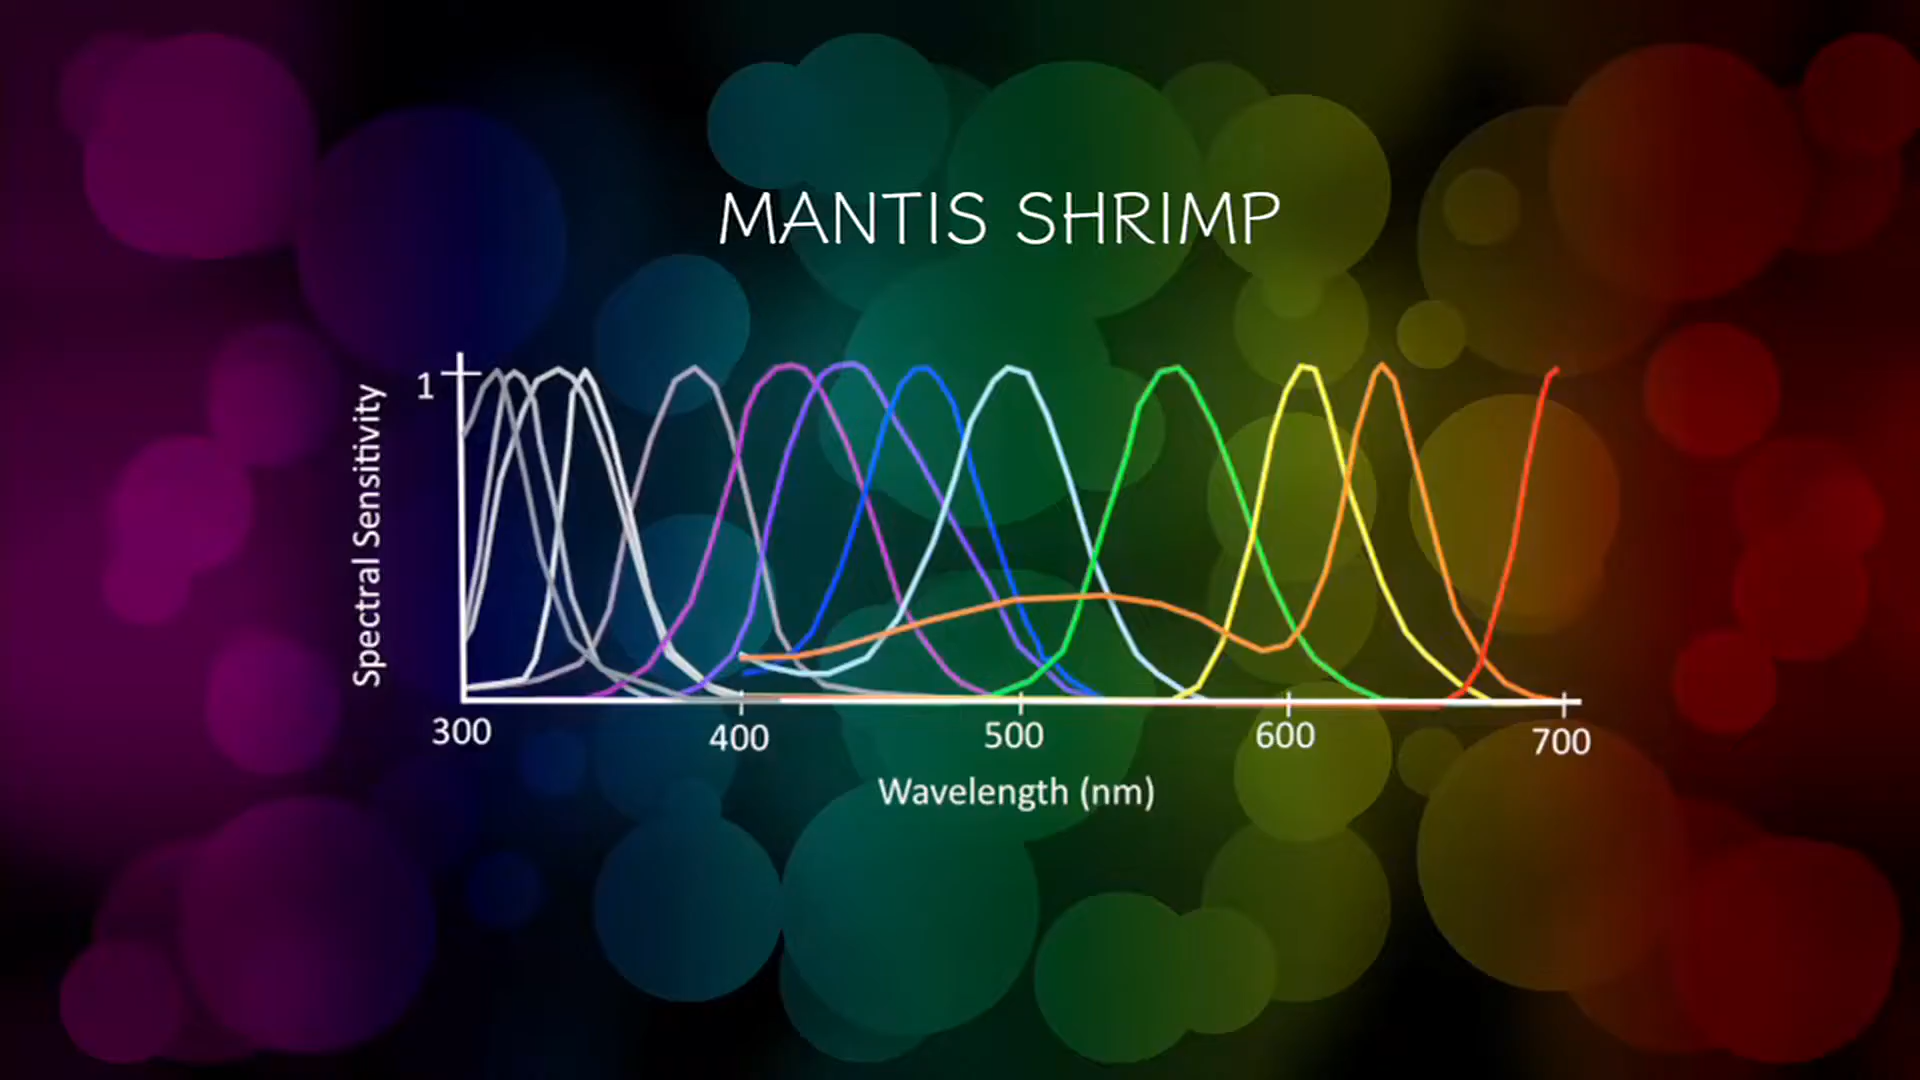 MANTIS SHRIMP
Spectral Sensitivity
1
300
400
500
600
700
Wavelength (nm)